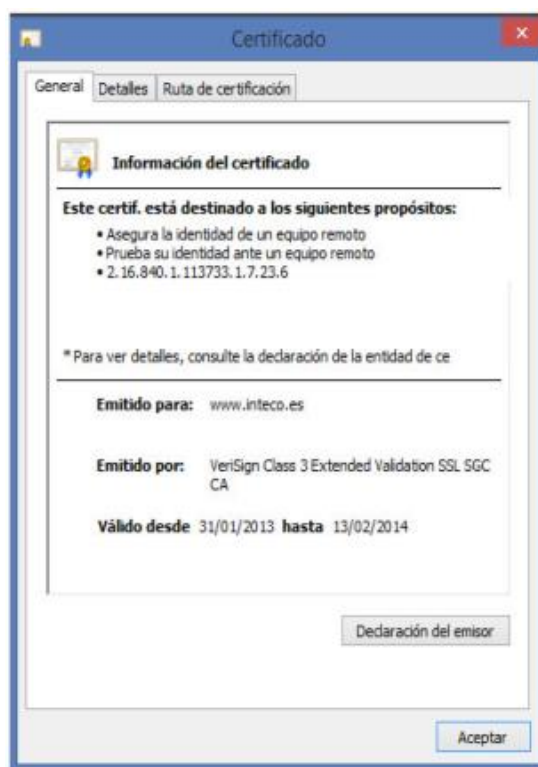 Certificado
General Detalles Ruta de certificación
Información del certificado
Este certif. está destinado a los siguientes propósitos:
• Asegura la identidad de un equipo remoto
• Prueba su identidad ante un equipo remoto
• 2.16.840.1.113733.1.7.23.6
* Para ver detalles, consulte la declaración de la entidad de ce
Emitido para: www.inteco.es
Emitido por: VeriSign Class 3 Extended Validation SSL SGC
CA
Válido desde 31/01/2013 hasta 13/02/2014
Declaración del emisor
Aceptar